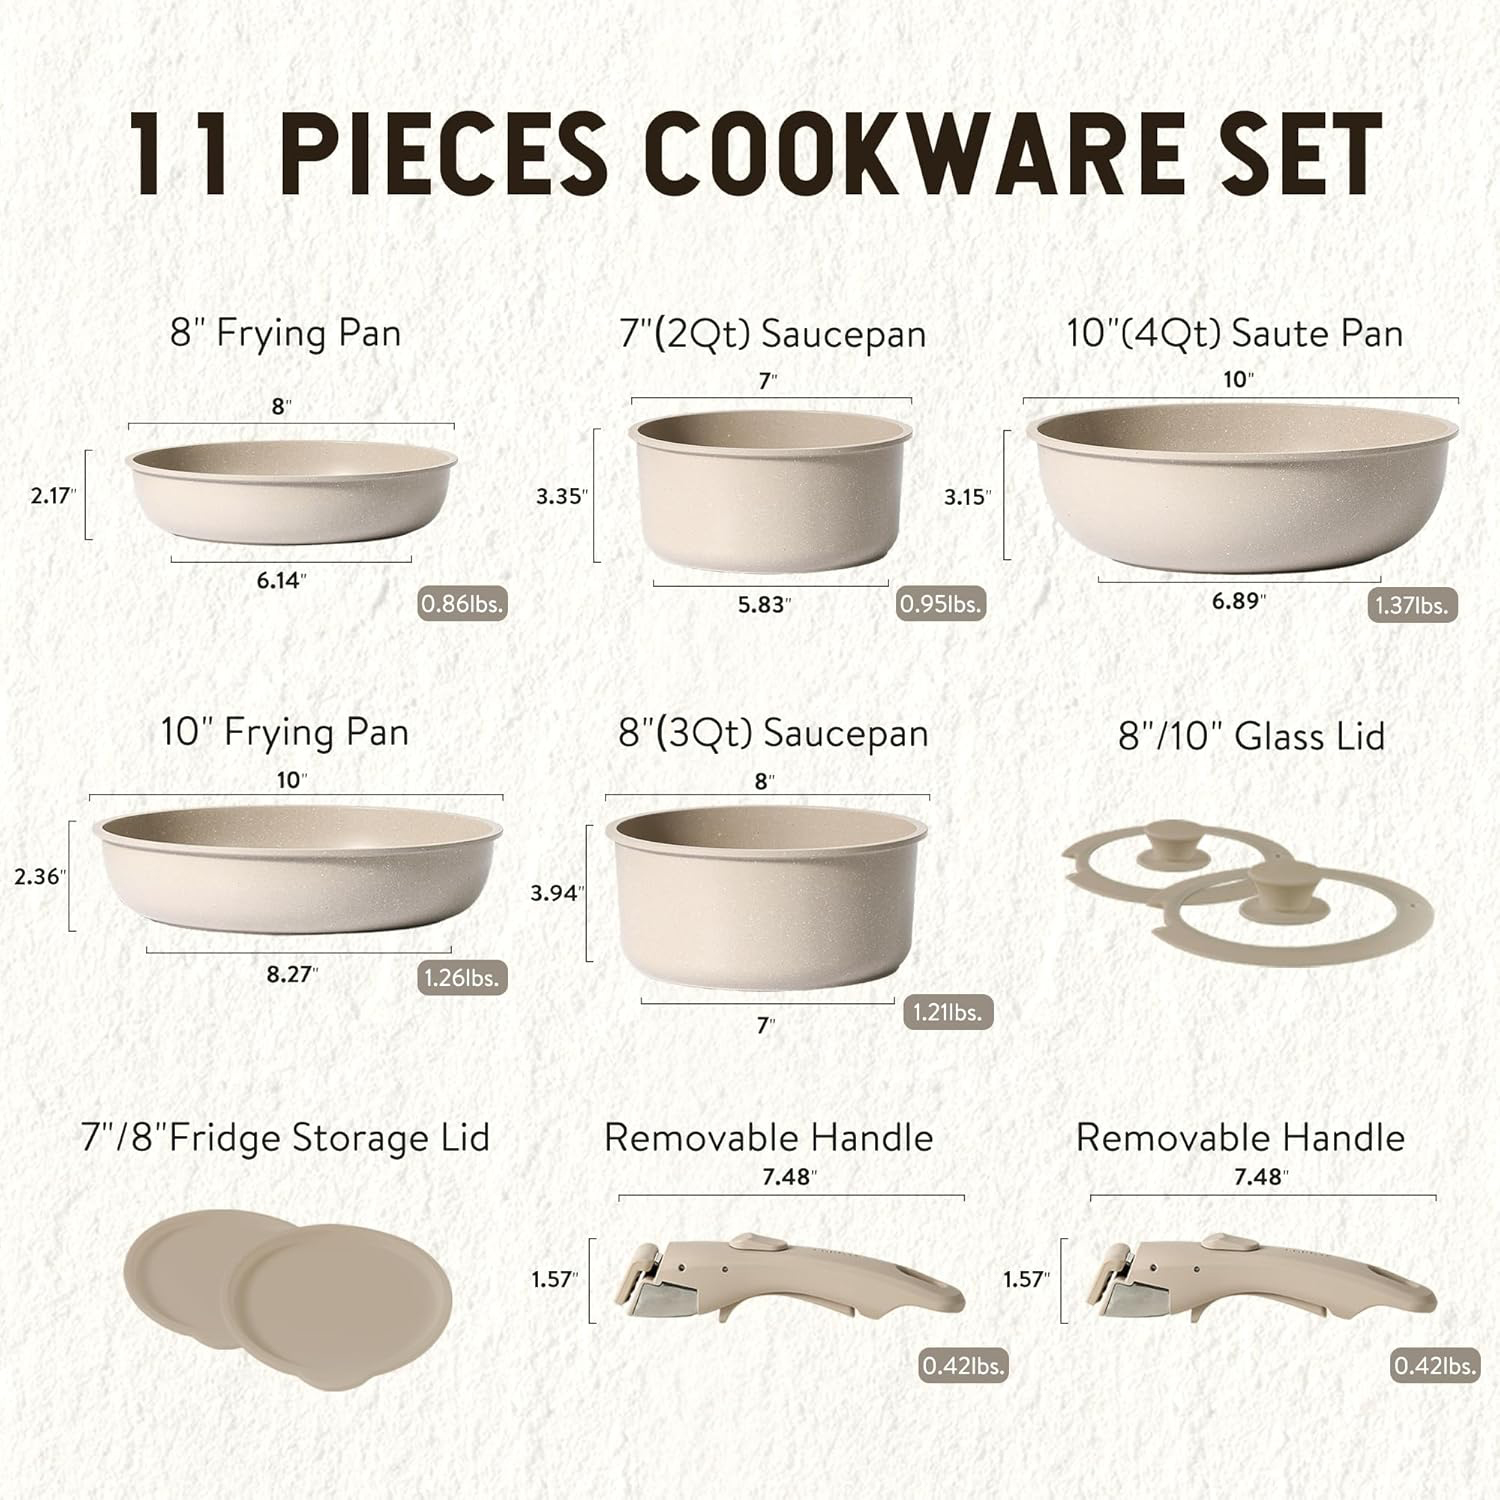 11 PIECES COOKWARE SET
8" Frying Pan
8"
2.17"
6.14"
0.86lbs.
7"(2Qt) Saucepan
7"
3.35"
5.83"
0.95lbs.
10"(4Qt) Saute Pan
10"
3.15"
6.89"
1.37lbs.
10" Frying Pan
10"
2.36"
8.27"
1.26lbs.
8"(3Qt) Saucepan
8"
3.94"
7"
1.21lbs.
8"/10" Glass Lid
7"/8"Fridge Storage Lid
Removable Handle
7.48"
1.57"
0.42lbs.
Removable Handle
7.48"
1.57"
0.42lbs.